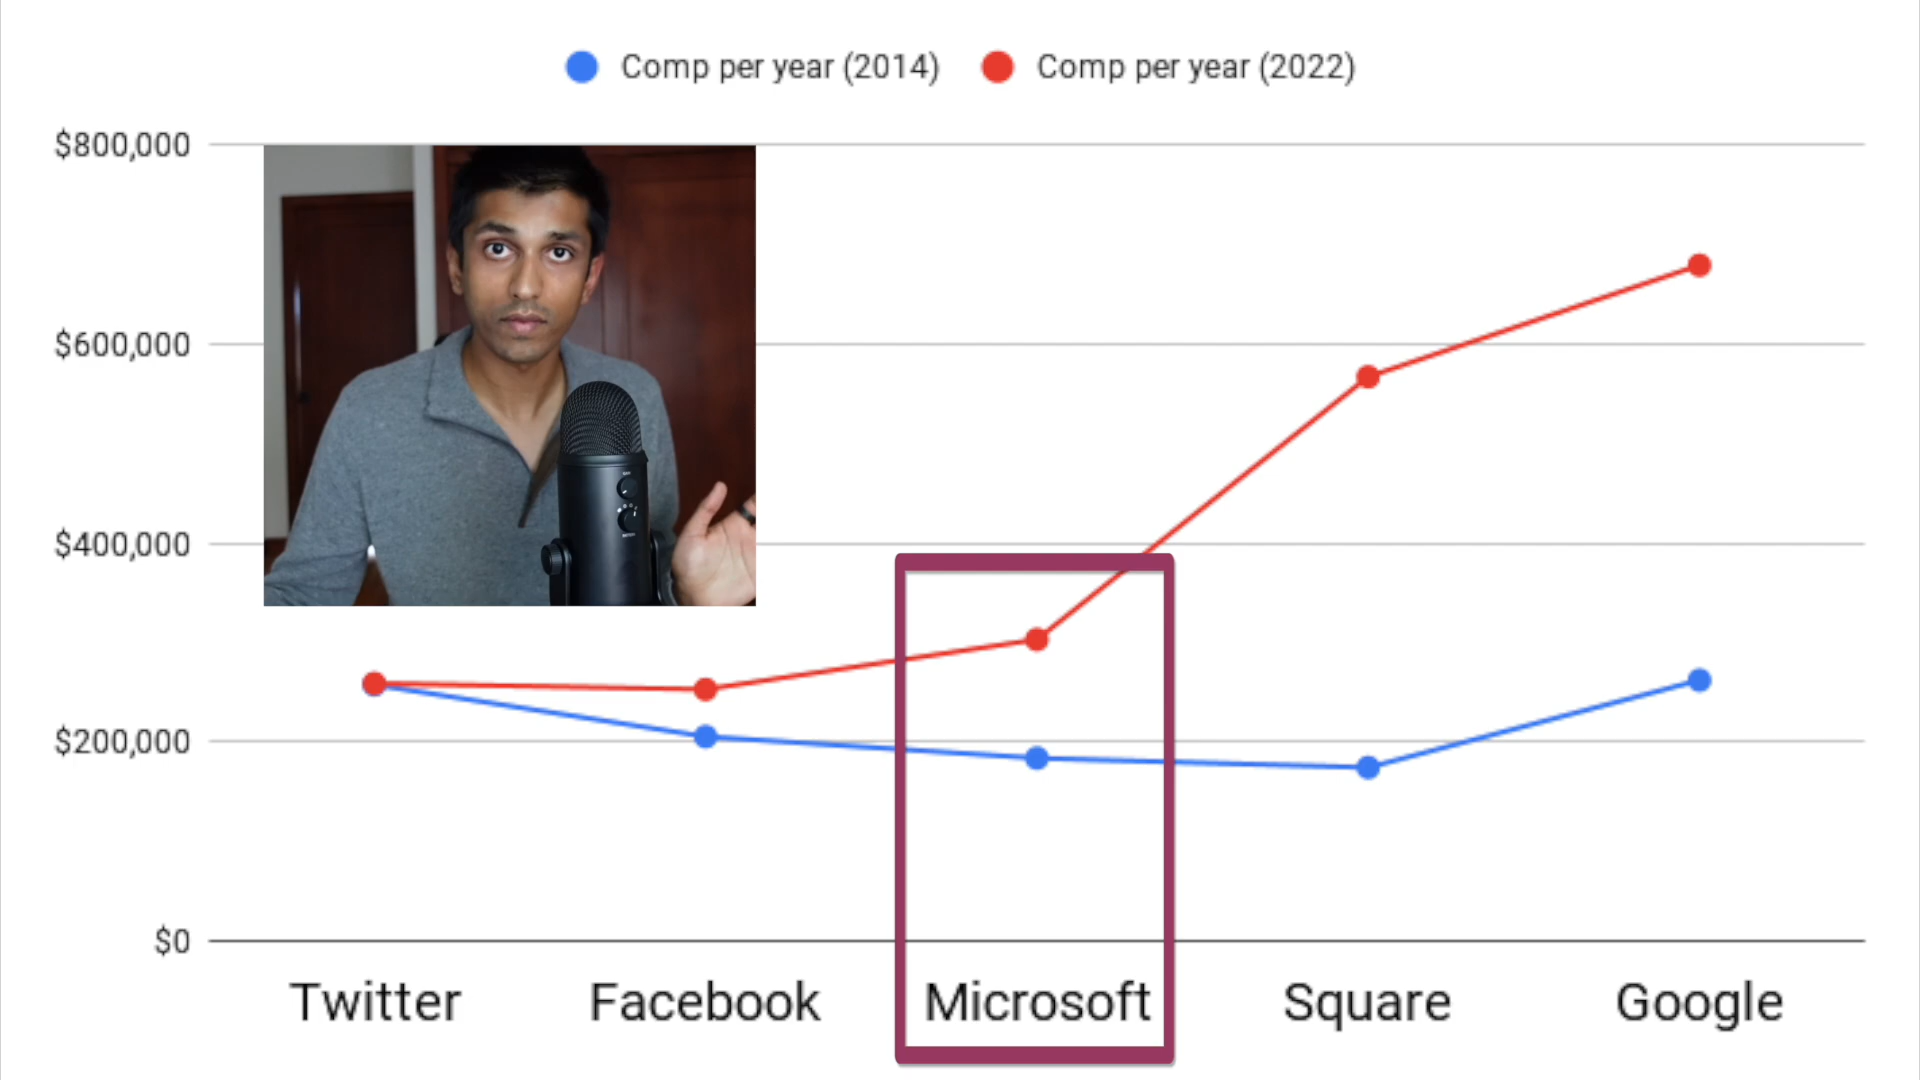 Comp per year (2014) Comp per year (2022)
$800,000
$600,000
$400,000
$200,000
$0
Twitter Facebook Microsoft Square Google